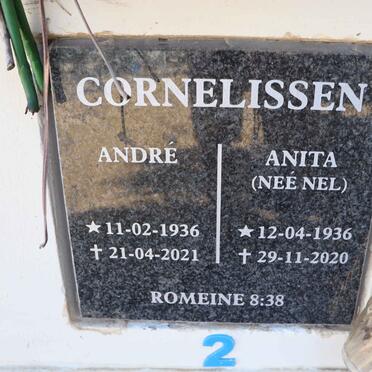 CORNELISSEN
ANDRÉ
★ 11-02-1936
✝ 21-04-2021
ANITA
(NEÉ NEL)
★ 12-04-1936
✝ 29-11-2020
ROMEINE 8:38
2